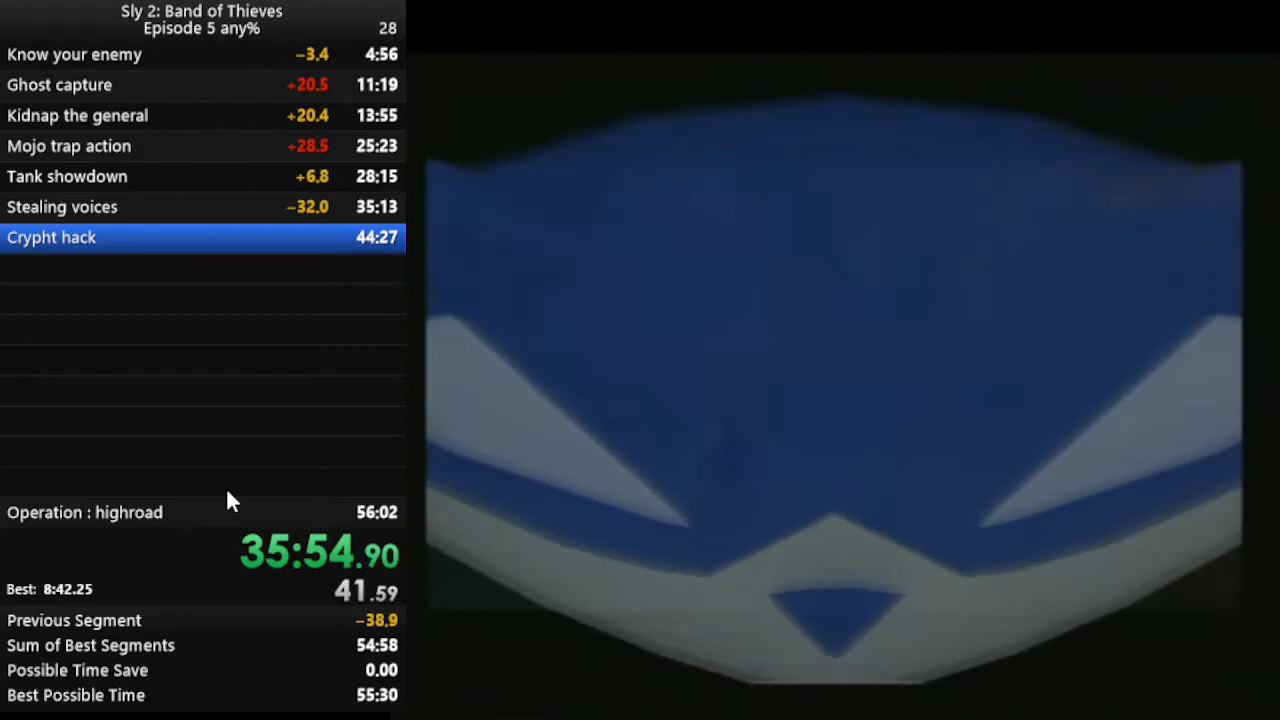 Sly 2: Band of Thieves
Episode 5 any% 28
Know your enemy −3.4 4:56
Ghost capture +20.5 11:19
Kidnap the general +20.4 13:55
Mojo trap action +28.5 25:23
Tank showdown +6.8 28:15
Stealing voices −32.0 35:13
Crypht hack 44:27
Operation : highroad 56:02
35:54.90
Best: 8:42.25 41.59
Previous Segment −38.9
Sum of Best Segments 54:58
Possible Time Save 0.00
Best Possible Time 55:30